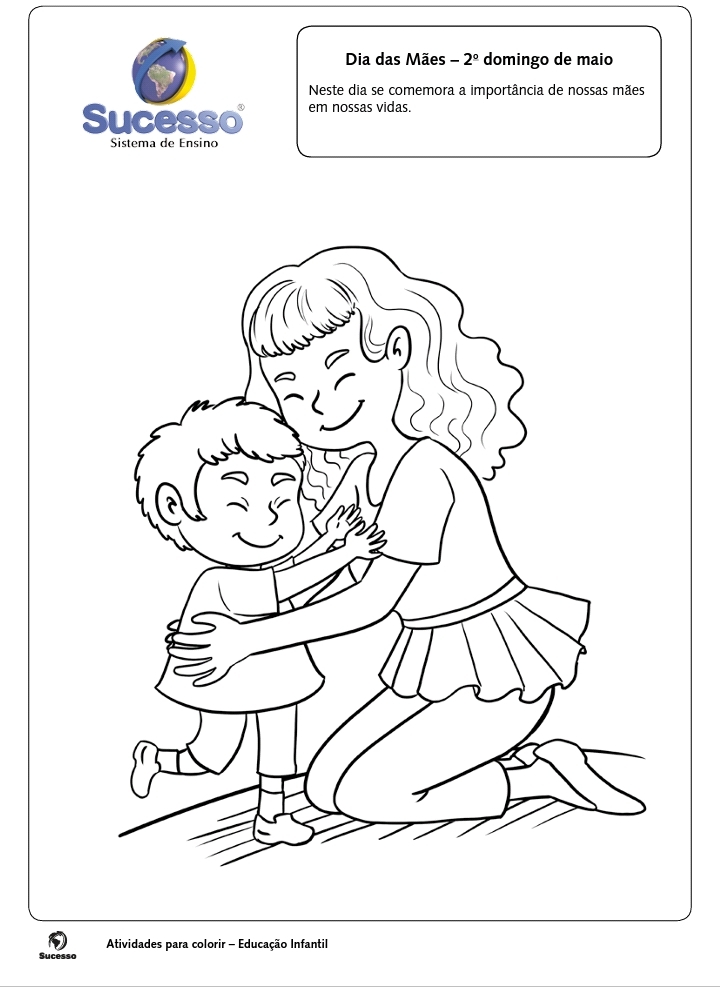 Sucesso®
Sistema de Ensino
Dia das Mães – 2º domingo de maio
Neste dia se comemora a importância de nossas mães
em nossas vidas.
Sucesso
Atividades para colorir – Educação Infantil